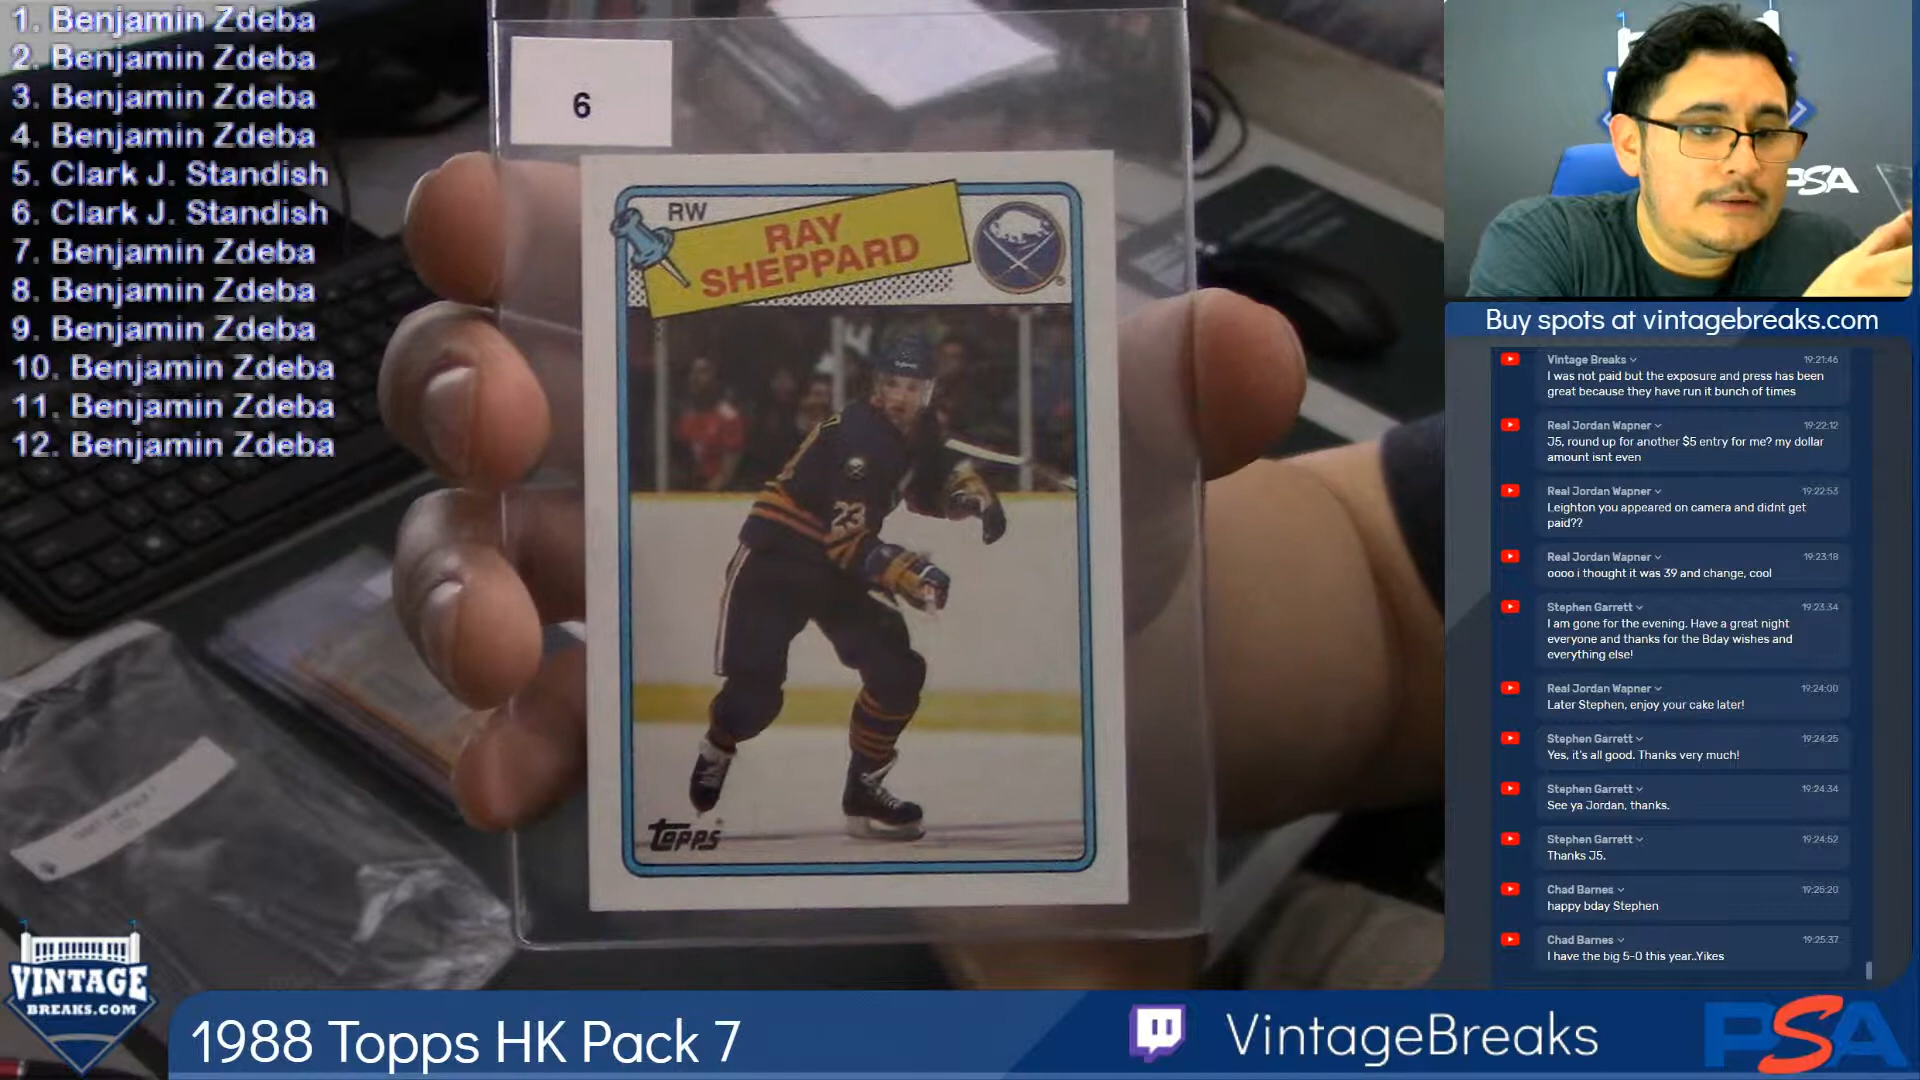 1. Benjamin Zdeba
2. Benjamin Zdeba
3. Benjamin Zdeba
4. Benjamin Zdeba
5. Clark J. Standish
6. Clark J. Standish
7. Benjamin Zdeba
8. Benjamin Zdeba
9. Benjamin Zdeba
10. Benjamin Zdeba
11. Benjamin Zdeba
12. Benjamin Zdeba
6
RW
RAY
SHEPPARD
23
topps
PSA
Buy spots at vintagebreaks.com
Vintage Breaks 19:21:46
I was not paid but the exposure and press has been
great because they have run it bunch of times
Real Jordan Wapner 19:22:12
J5, round up for another $5 entry for me? my dollar
amount isnt even
Real Jordan Wapner 19:22:53
Leighton you appeared on camera and didnt get
paid??
Real Jordan Wapner 19:23:18
oooo i thought it was 39 and change, cool
Stephen Garrett 19:23:34
I am gone for the evening. Have a great night
everyone and thanks for the Bday wishes and
everything else!
Real Jordan Wapner 19:24:00
Later Stephen, enjoy your cake later!
Stephen Garrett 19:24:25
Yes, it's all good. Thanks very much!
Stephen Garrett 19:24:34
See ya Jordan, thanks.
Stephen Garrett 19:24:52
Thanks J5.
Chad Barnes 19:25:20
happy bday Stephen
Chad Barnes 19:25:37
I have the big 5-0 this year..Yikes
VINTAGE
BREAKS.COM
1988 Topps HK Pack 7
VintageBreaks
PSA